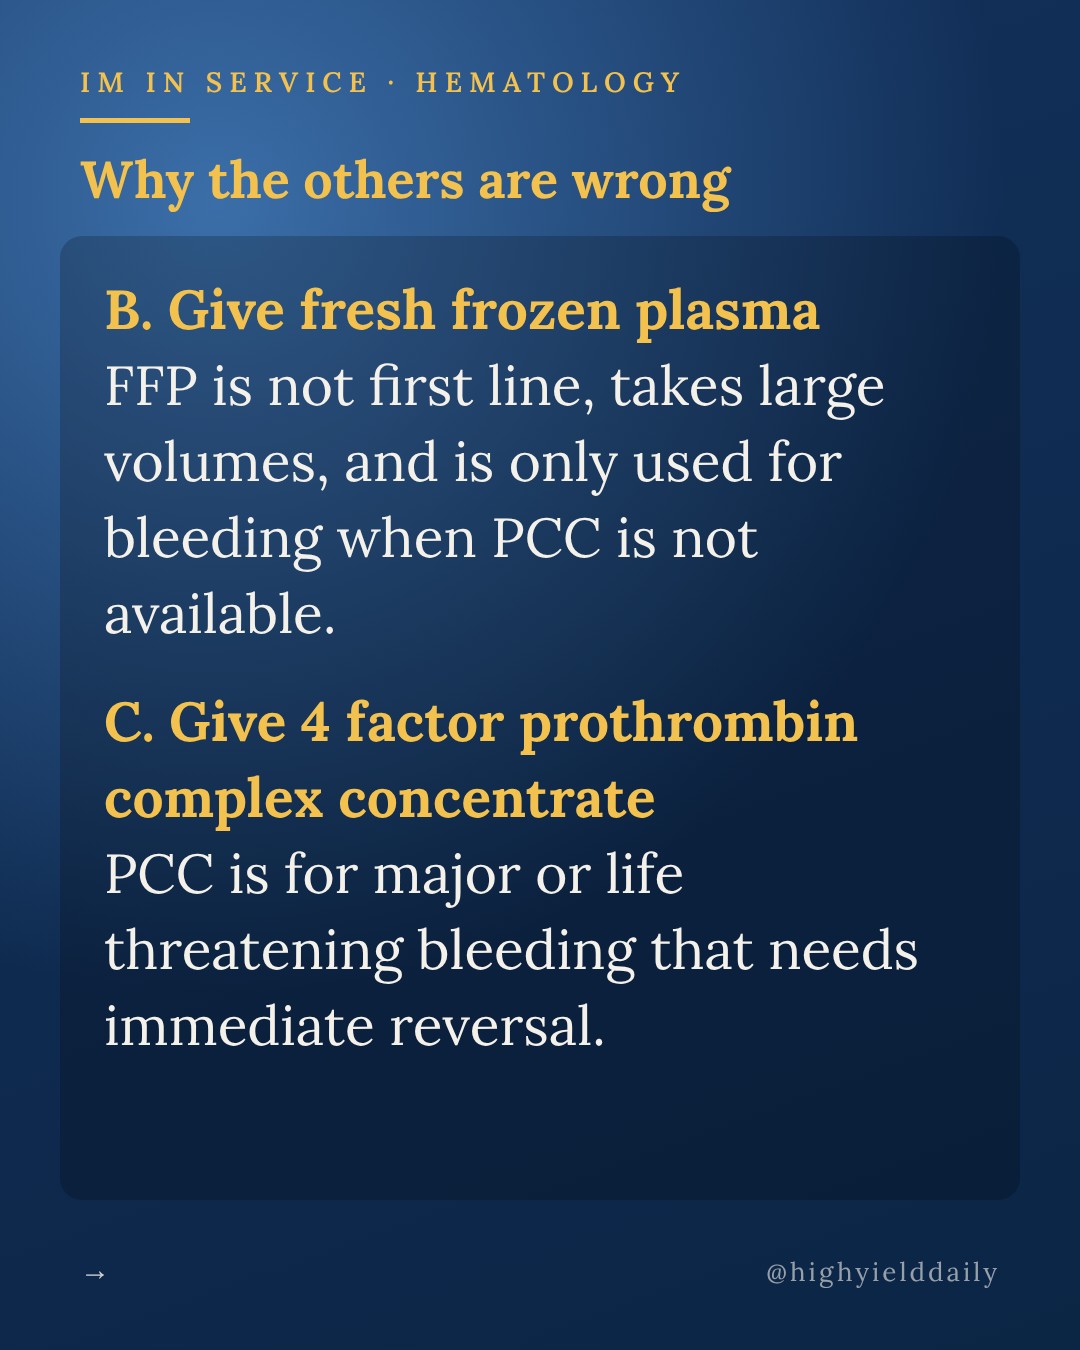 IM IN SERVICE · HEMATOLOGY
Why the others are wrong
B. Give fresh frozen plasma
FFP is not first line, takes large
volumes, and is only used for
bleeding when PCC is not
available.
C. Give 4 factor prothrombin
complex concentrate
PCC is for major or life
threatening bleeding that needs
immediate reversal.
→
@highyielddaily